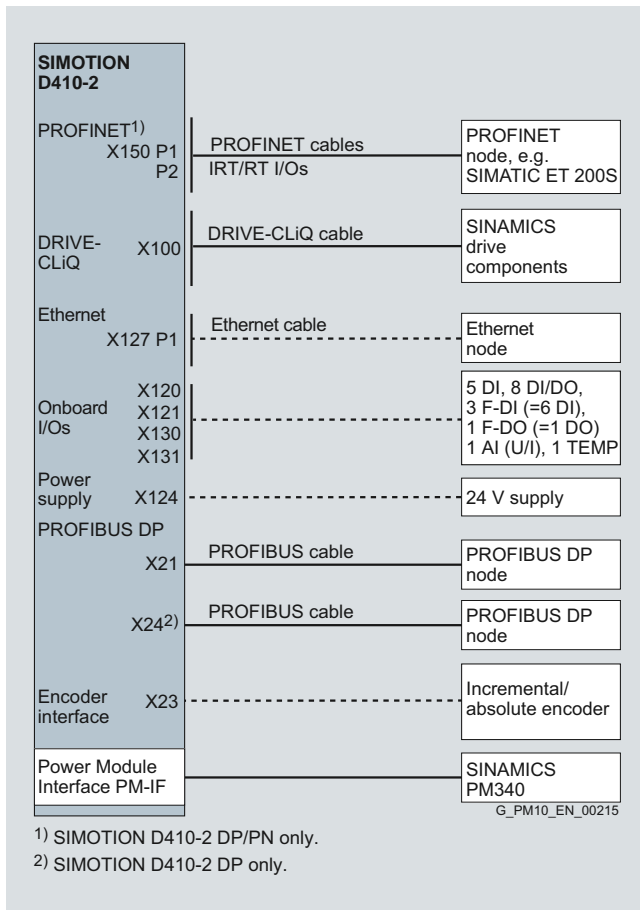 SIMOTION
D410-2
PROFINET1)
X150 P1
P2
PROFINET cables
IRT/RT I/Os
PROFINET
node, e.g.
SIMATIC ET 200S
DRIVE-
CLiQ
X100
DRIVE-CLiQ cable
SINAMICS
drive
components
Ethernet
X127 P1
Ethernet cable
Ethernet
node
Onboard
I/Os
X120
X121
X130
X131
5 DI, 8 DI/DO,
3 F-DI (=6 DI),
1 F-DO (=1 DO)
1 AI (U/I), 1 TEMP
Power
supply
X124
24 V supply
PROFIBUS DP
X21
PROFIBUS cable
PROFIBUS DP
node
X242)
PROFIBUS cable
PROFIBUS DP
node
Encoder
interface
X23
Incremental/
absolute encoder
Power Module
Interface PM-IF
SINAMICS
PM340
G_PM10_EN_00215
1) SIMOTION D410-2 DP/PN only.
2) SIMOTION D410-2 DP only.